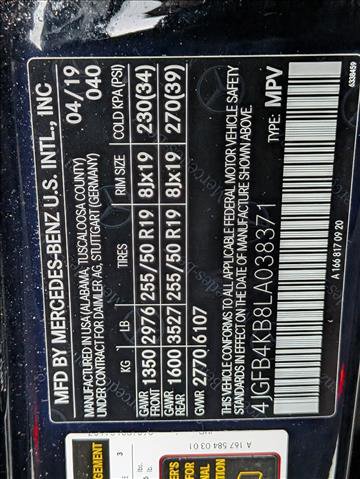 MFD BY MERCEDES-BENZ U.S. INTL., INC
MANUFACTURED IN USA (ALABAMA, TUSCALOOSA COUNTY)
UNDER CONTRACT FOR DAIMLER AG, STUTTGART (GERMANY)
04/19
040
KG LB TIRES RIM SIZE COLD KPA (PSI)
GAWR FRONT 1350 2976 255/50 R19 8Jx19 230(34)
GAWR REAR 1600 3527 255/50 R19 8Jx19 270(39)
GVWR 2770 6107
THIS VEHICLE CONFORMS TO ALL APPLICABLE FEDERAL MOTOR VEHICLE SAFETY
STANDARDS IN EFFECT ON THE DATE OF MANUFACTURE SHOWN ABOVE.
4JGFB4KB8LA038371
TYPE: MPV
A 166 817 09 20
6338459
A 167 584 03 01